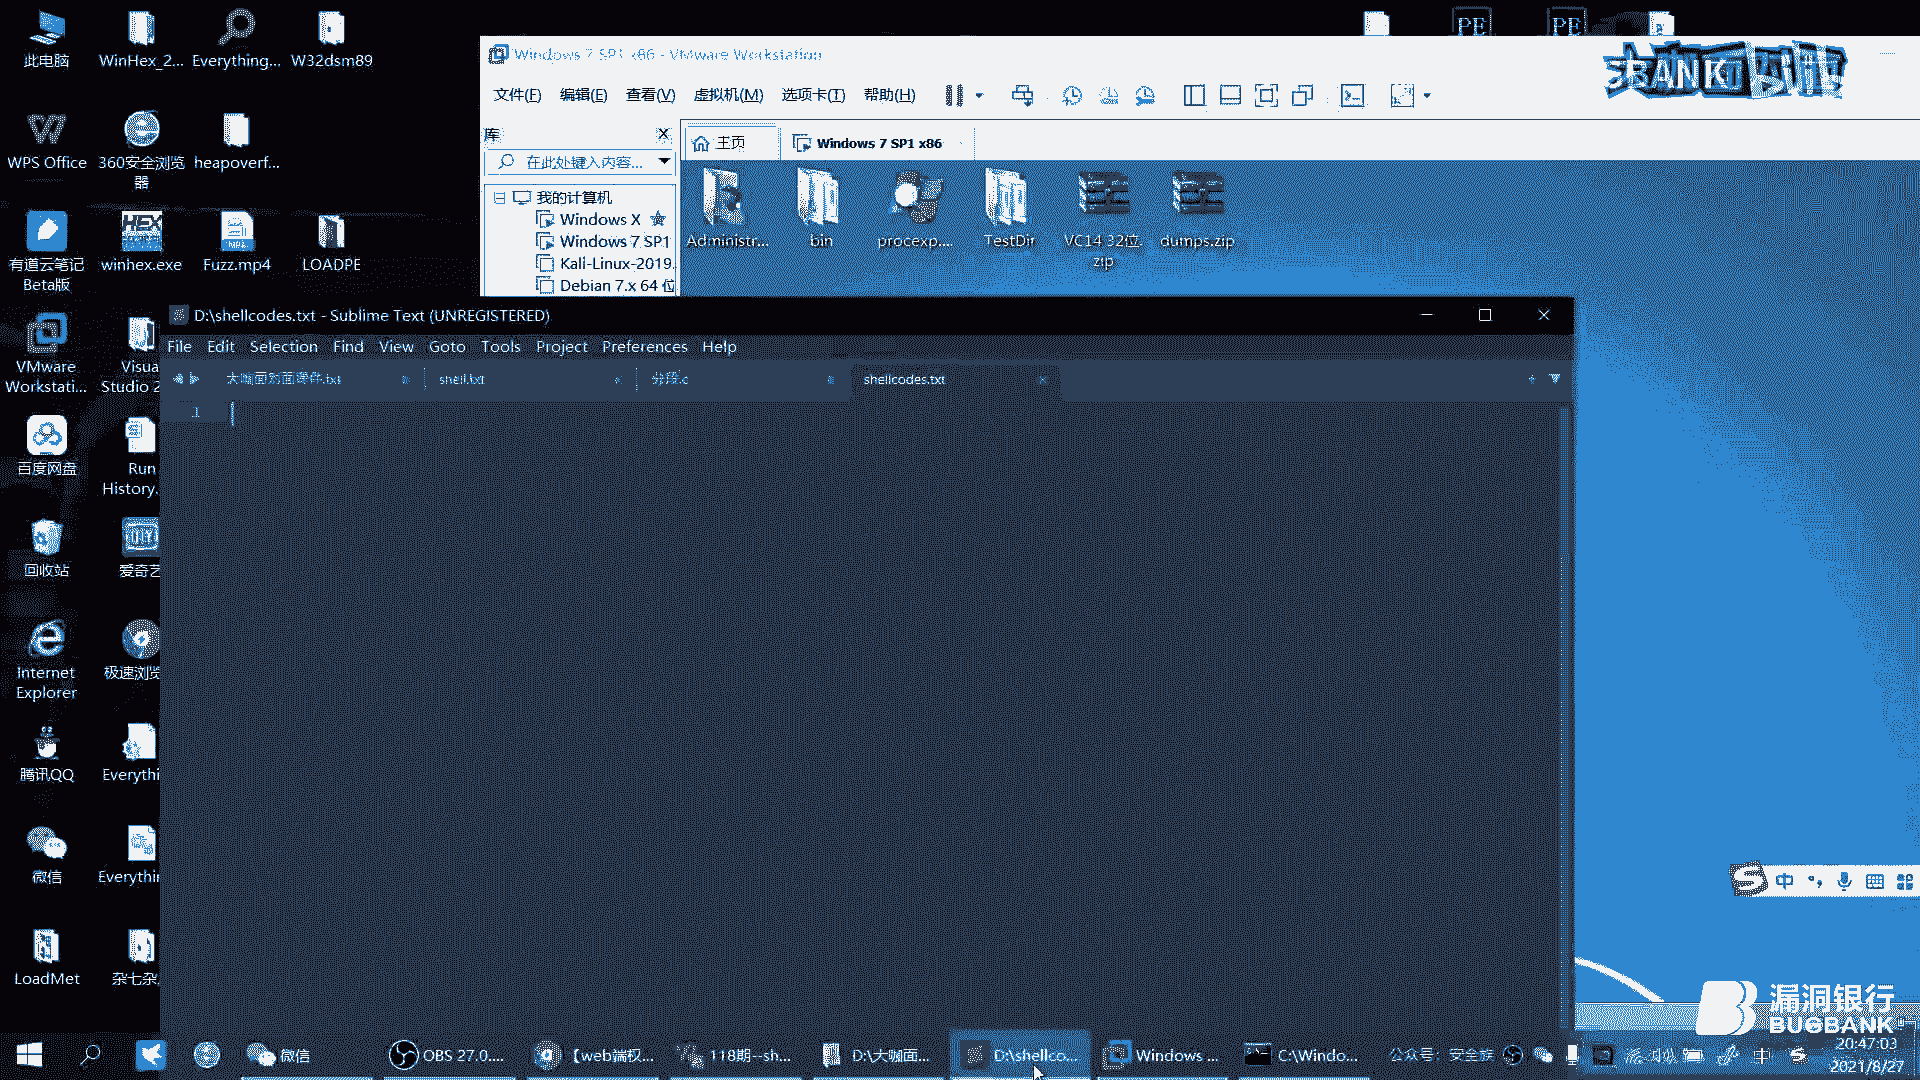 此电脑
WinHex_2...
Everything...
W32dsm89
PE
PE
Windows 7 SP1 x86 - VMware Workstation
BANK
文件(F) 编辑(E) 查看(V) 虚拟机(M) 选项卡(T) 帮助(H)
WPS Office
360安全浏览器
heapoverf...
库
在此处键入内容...
主页
Windows 7 SP1 x86
我的计算机
Windows X
Windows 7 SP1
Kali-Linux-2019.
Debian 7.x 64 位
Administr...
bin
procexp....
TestDir
VC14 32位.zip
dumps.zip
有道云笔记
Beta版
winhex.exe
Fuzz.mp4
LOADPE
D:\shellcodes.txt - Sublime Text (UNREGISTERED)
File Edit Selection Find View Goto Tools Project Preferences Help
大咖面对面课件.txt
shell.txt
分段.c
shellcodes.txt
1
VMware
Workstati...
Visua
Studio 2
百度网盘
Run
History.
回收站
爱奇艺
Internet
Explorer
极速浏览
腾讯QQ
Everythi
微信
Everythin
LoadMet
杂七杂
中
漏洞银行
BUGBANK
微信
OBS 27.0....
【web端权...
118期--sh...
D:\大咖面...
D:\shellco...
Windows ...
C:\Windo...
公众号：安全族
中
20:47:03
2021/8/27